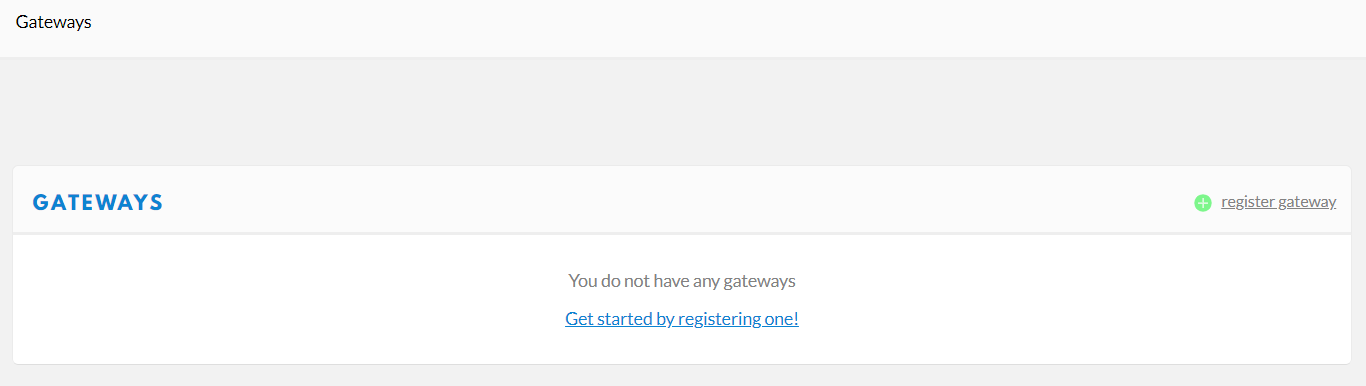 Gateways
GATEWAYS
register gateway
You do not have any gateways
Get started by registering one!